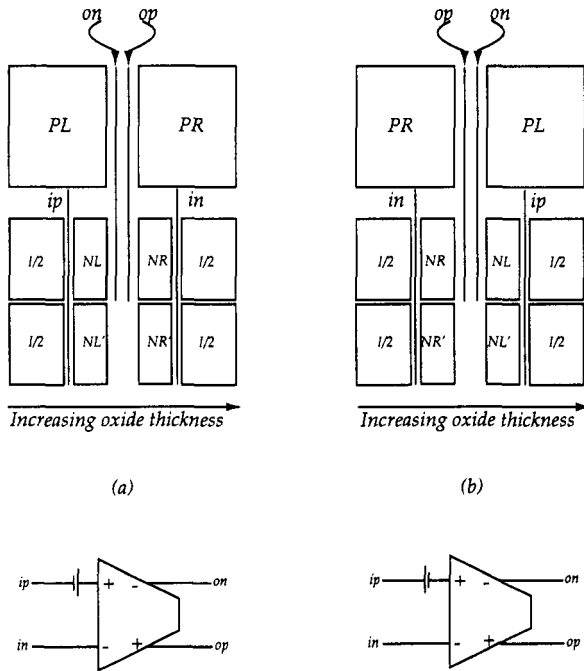 on op
op on
PL PR
PR PL
ip in
in ip
I/2 NL NR I/2
I/2 NR NL I/2
I/2 NL' NR' I/2
I/2 NR' NL' I/2
Increasing oxide thickness
Increasing oxide thickness
(a)
(b)
ip + - on
in - + op
ip + - on
in - + op